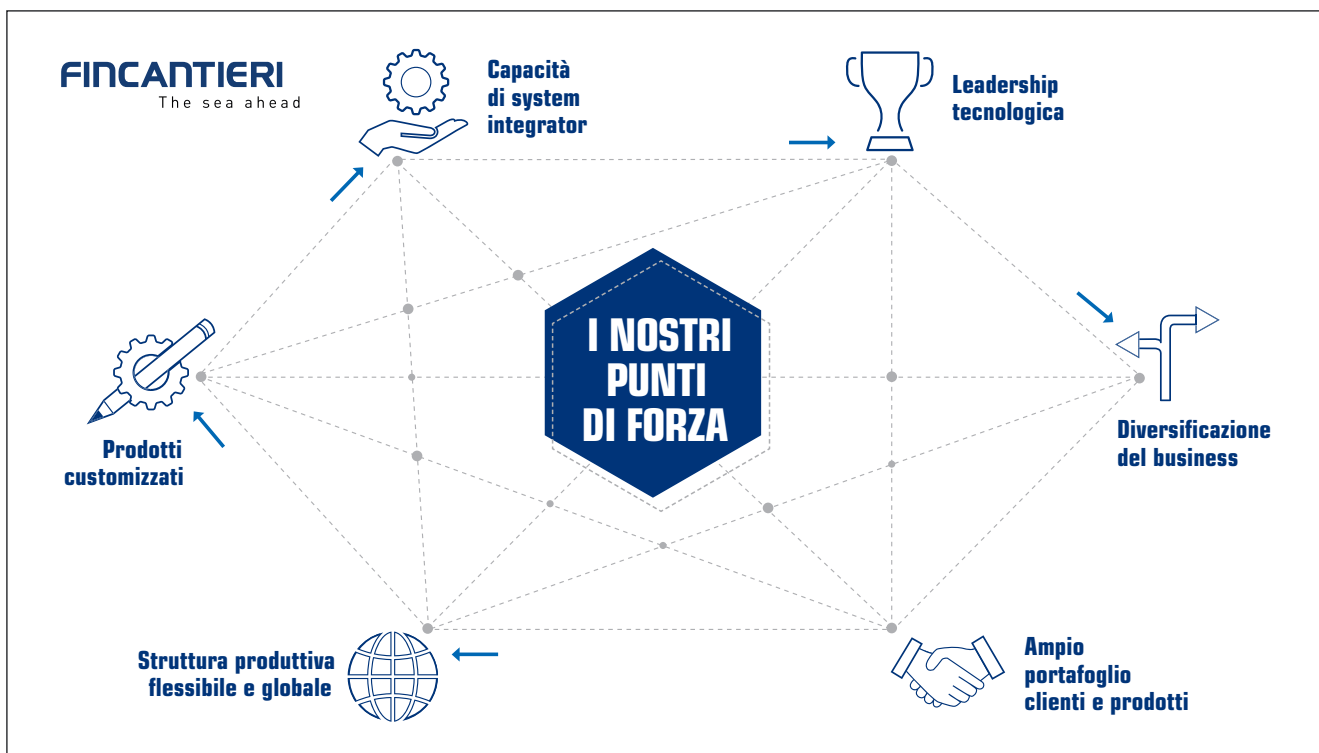 FINCANTIERI
The sea ahead
Capacità
di system
integrator
Leadership
tecnologica
I NOSTRI
PUNTI
DI FORZA
Prodotti
customizzati
Diversificazione
del business
Struttura produttiva
flessibile e globale
Ampio
portafoglio
clienti e prodotti